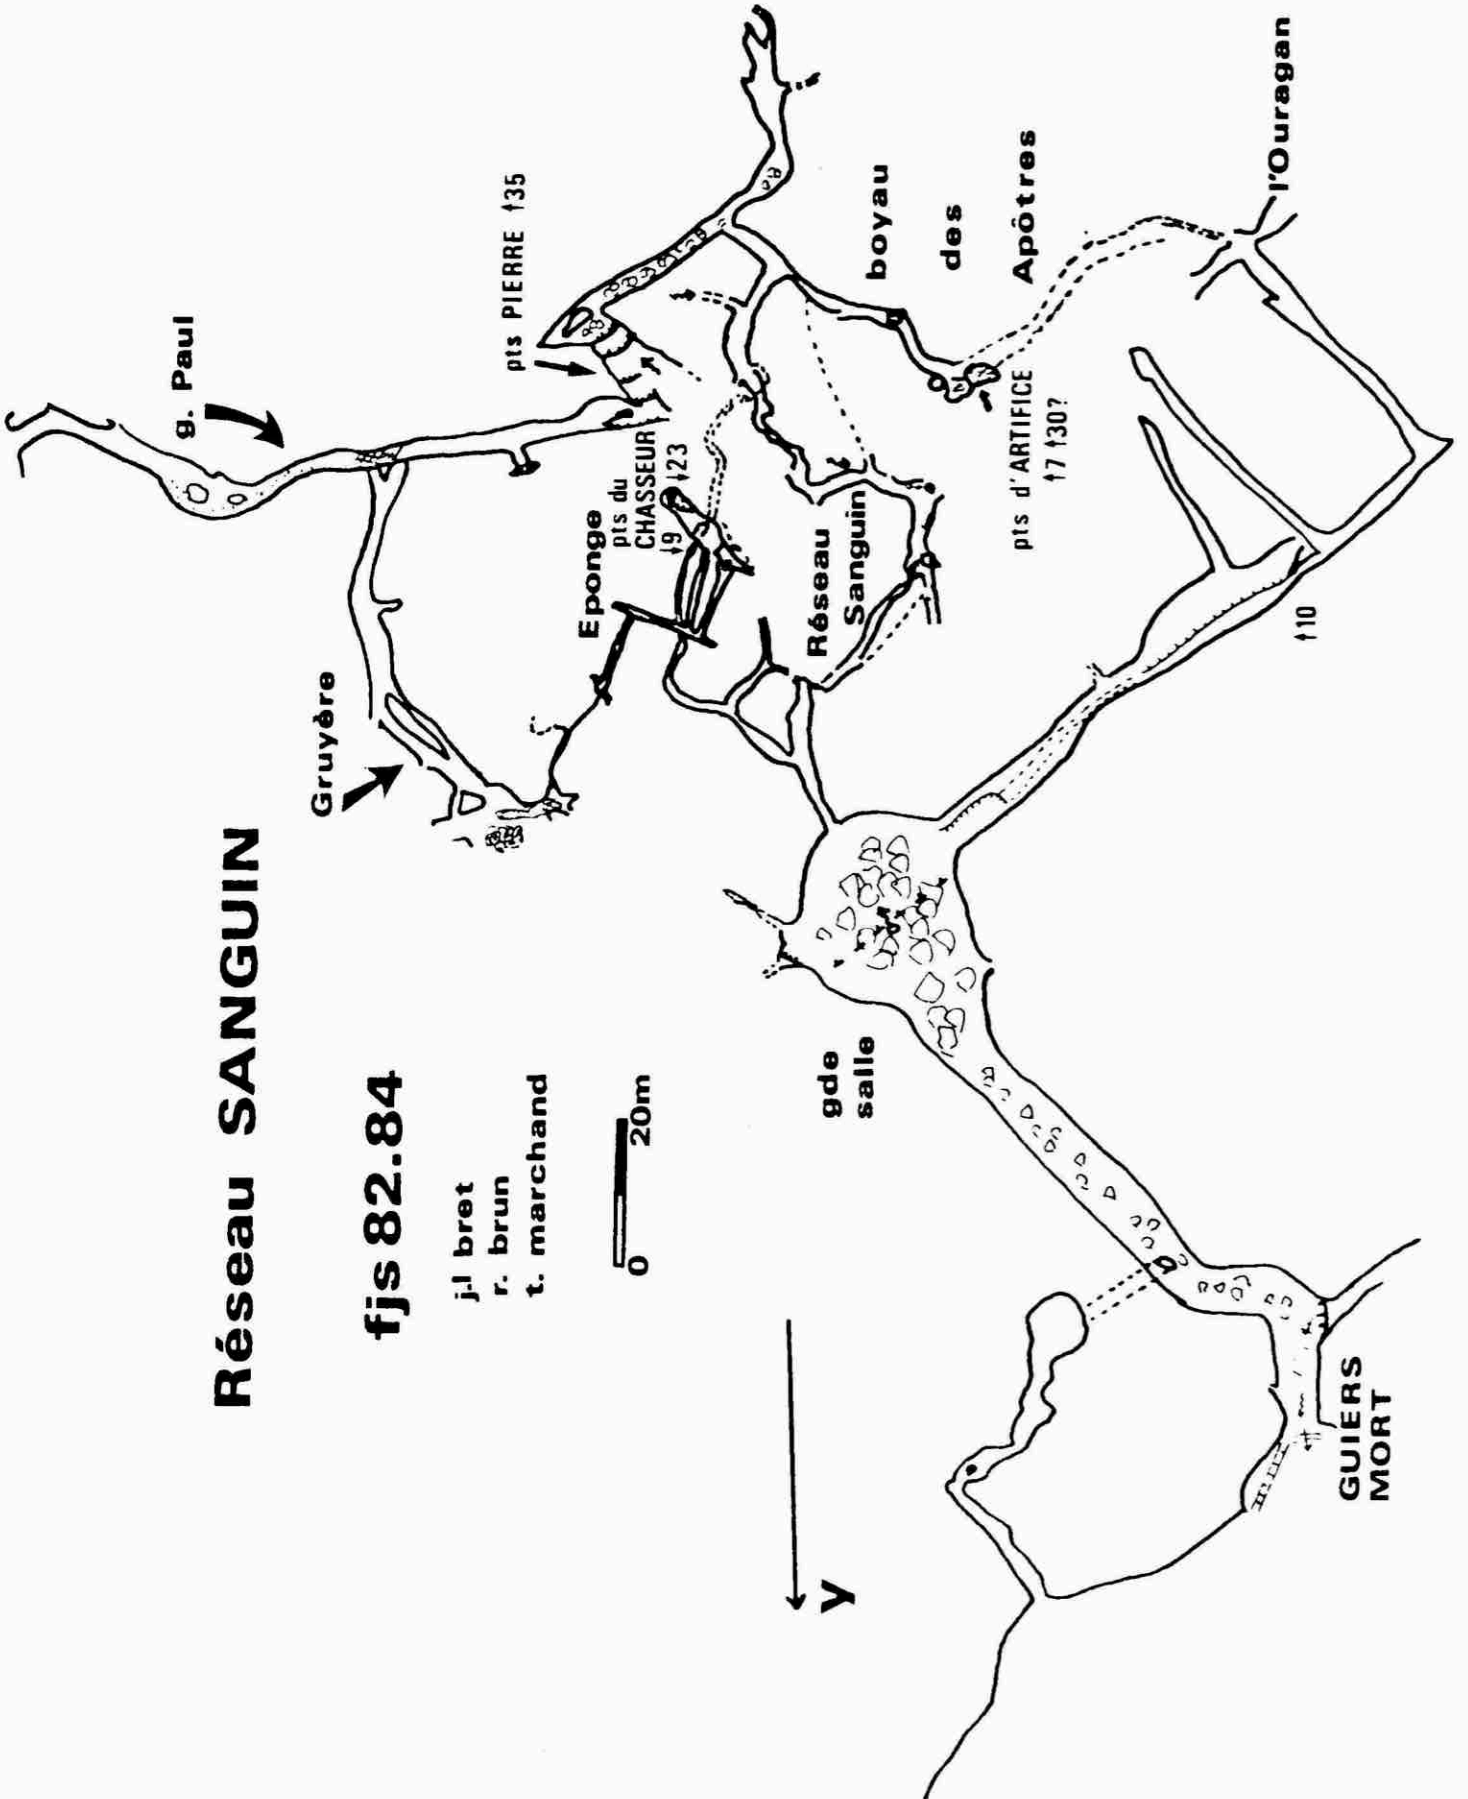 Réseau SANGUIN
fjs 82.84
j.l bret
r. brun
t. marchand
0 20m
y
g. Paul
Gruyère
pts PIERRE ↑35
Eponge
pts du
CHASSEUR
↓9 ↓23
Réseau
Sanguin
boyau
des
Apôtres
pts d'ARTIFICE
↑7 ↑30?
l'Ouragan
↑10
gde
salle
GUIERS
MORT